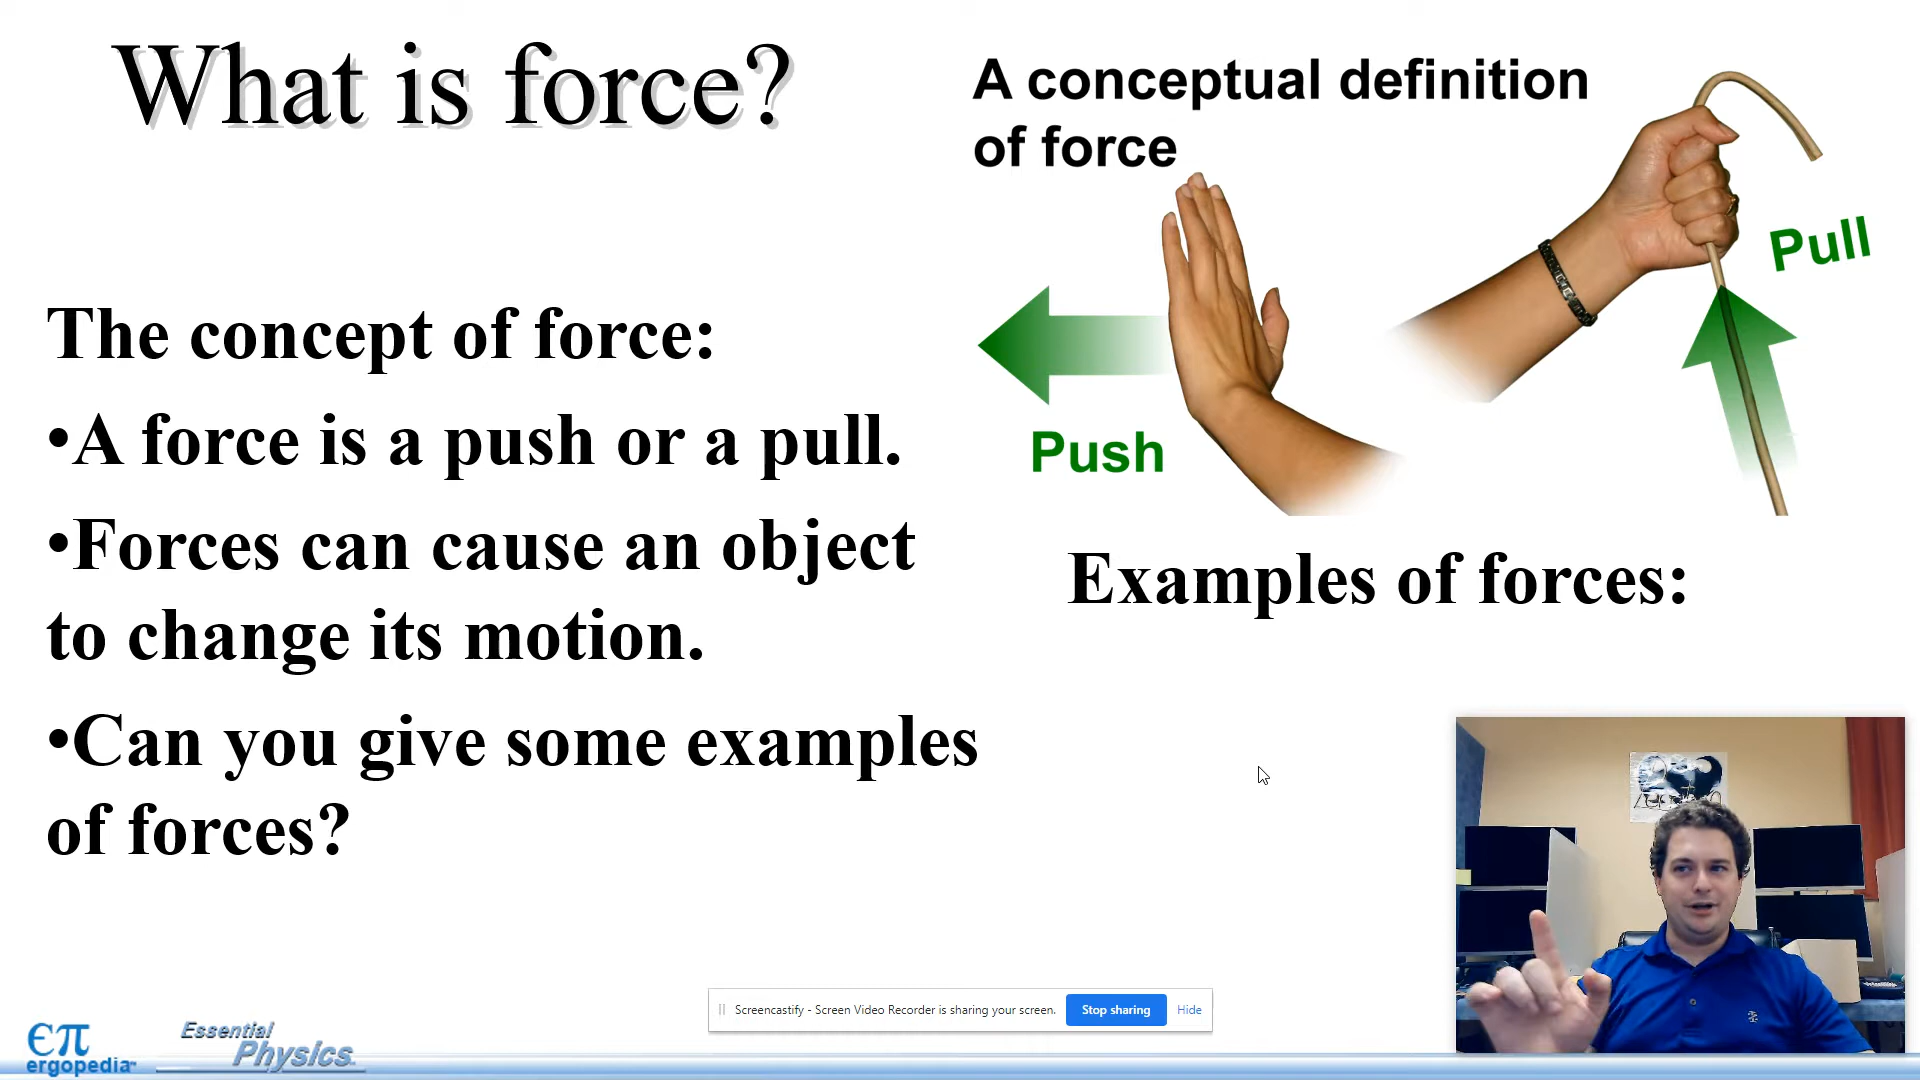 What is force?
A conceptual definition
of force
Pull
Push
The concept of force:
•A force is a push or a pull.
•Forces can cause an object
to change its motion.
•Can you give some examples
of forces?
Examples of forces:
Screencastify - Screen Video Recorder is sharing your screen.
Stop sharing
Hide
επ
ergopedia™
Essential
Physics